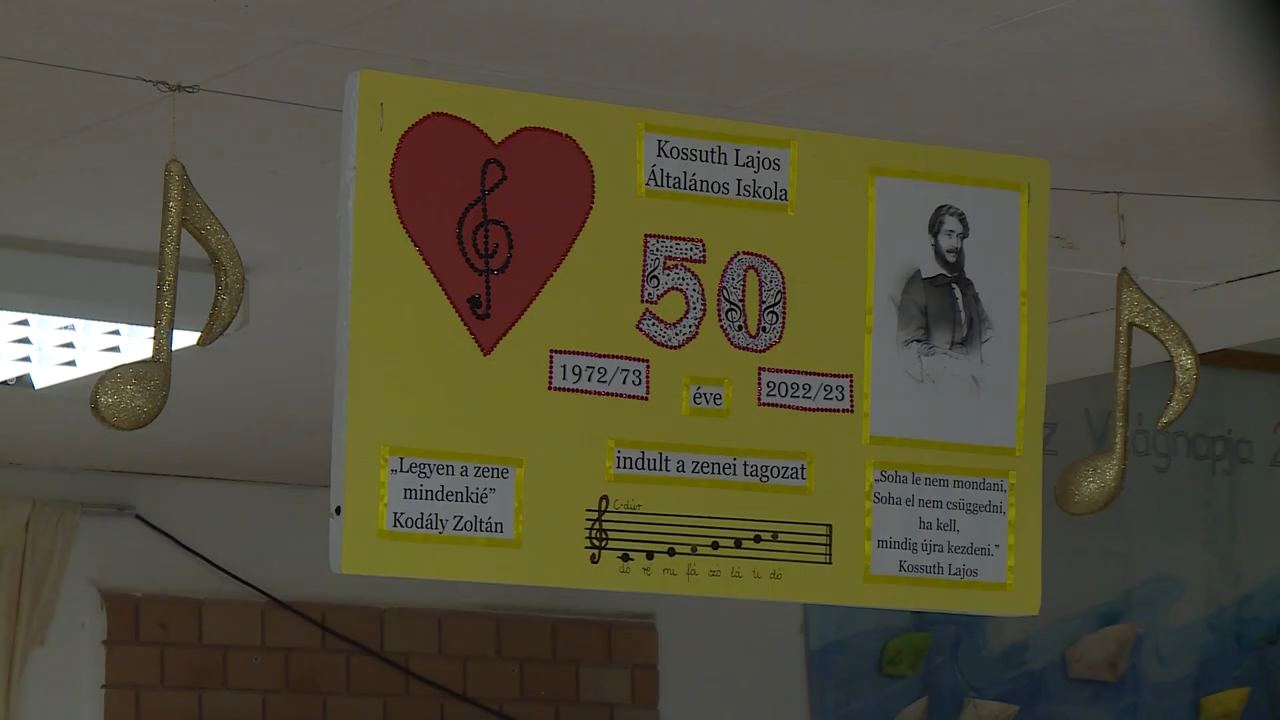 Kossuth Lajos
Általános Iskola
50
1972/73
éve
2022/23
indult a zenei tagozat
„Legyen a zene
mindenkié”
Kodály Zoltán
C-dúr
dó ré mi fá szó lá ti dó
„Soha le nem mondani,
Soha el nem csüggedni,
ha kell,
mindig újra kezdeni.”
Kossuth Lajos
z Világnapja 2